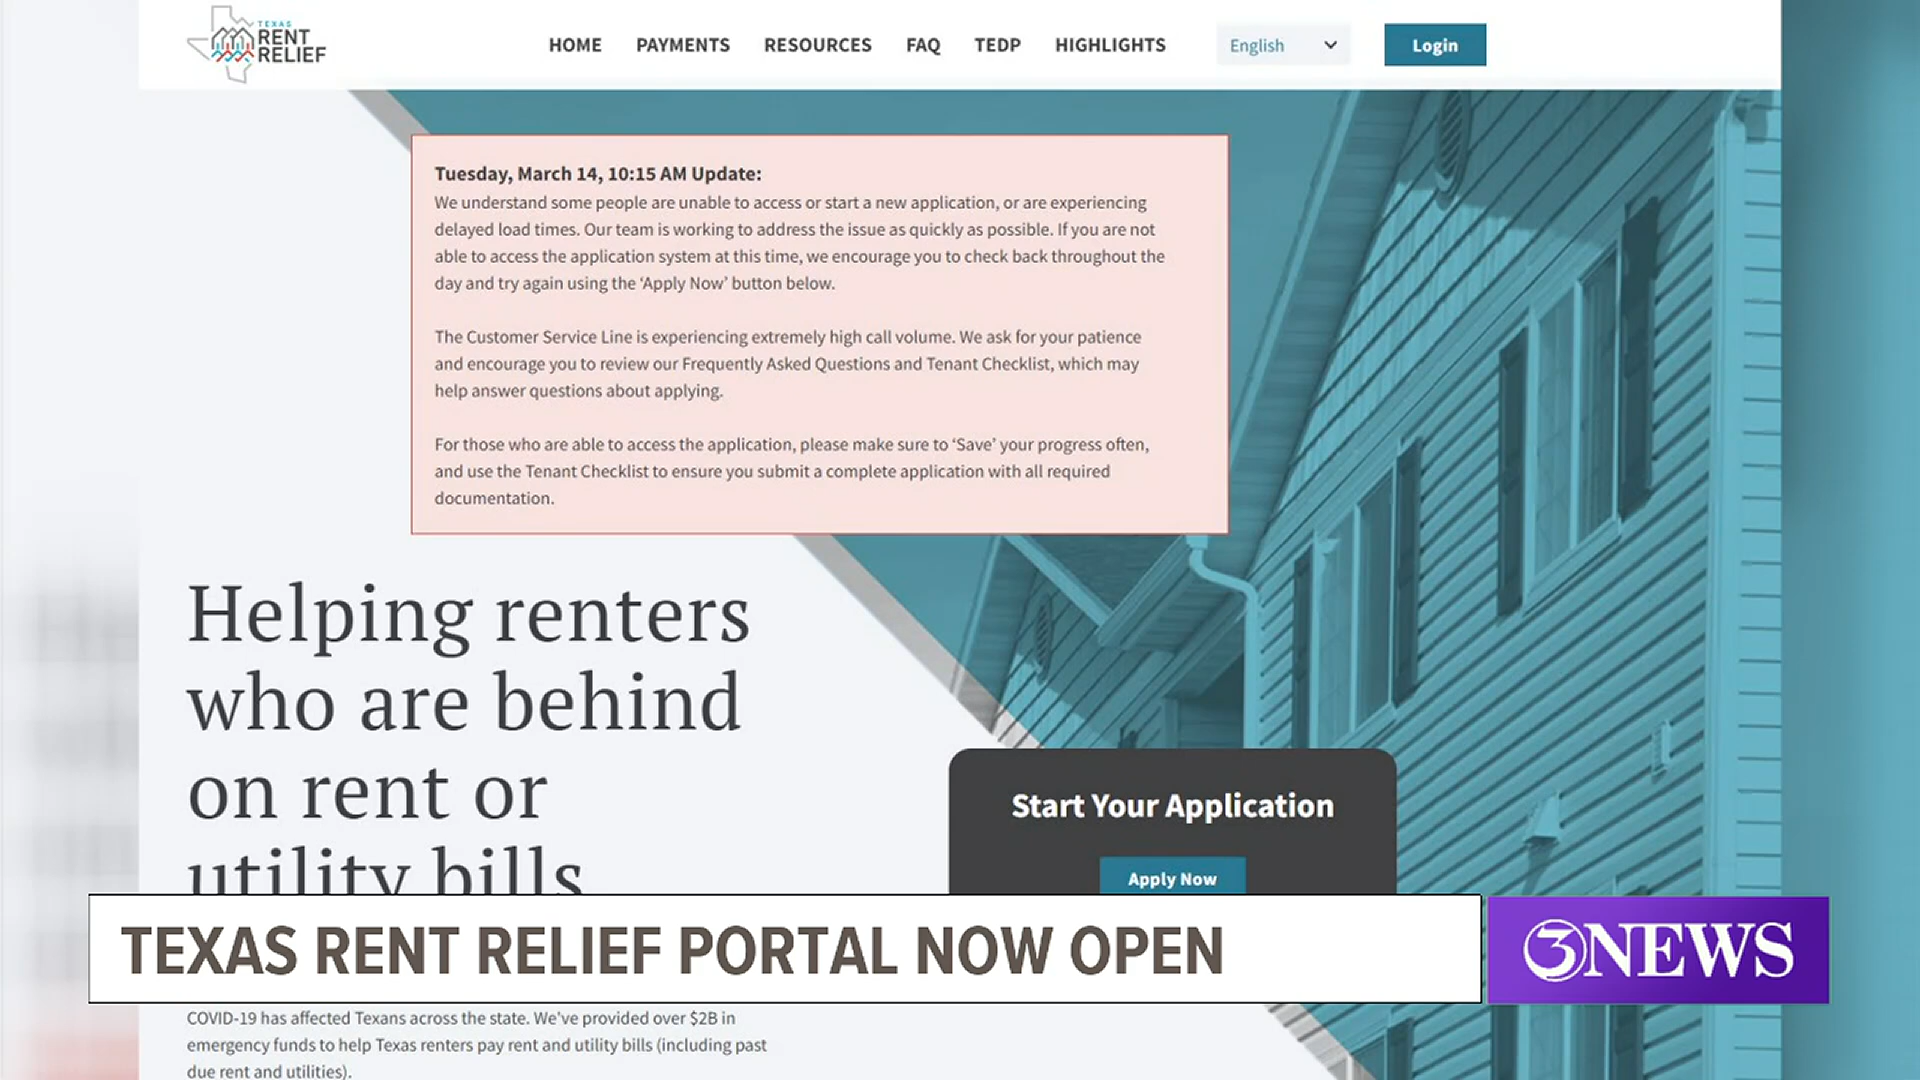 TEXAS
RENT
RELIEF
HOME PAYMENTS RESOURCES FAQ TEDP HIGHLIGHTS English Login
Tuesday, March 14, 10:15 AM Update:
We understand some people are unable to access or start a new application, or are experiencing
delayed load times. Our team is working to address the issue as quickly as possible. If you are not
able to access the application system at this time, we encourage you to check back throughout the
day and try again using the ‘Apply Now’ button below.
The Customer Service Line is experiencing extremely high call volume. We ask for your patience
and encourage you to review our Frequently Asked Questions and Tenant Checklist, which may
help answer questions about applying.
For those who are able to access the application, please make sure to ‘Save’ your progress often,
and use the Tenant Checklist to ensure you submit a complete application with all required
documentation.
Helping renters
who are behind
on rent or
utility bills
Start Your Application
Apply Now
TEXAS RENT RELIEF PORTAL NOW OPEN
3NEWS
COVID-19 has affected Texans across the state. We've provided over $2B in
emergency funds to help Texas renters pay rent and utility bills (including past
due rent and utilities).